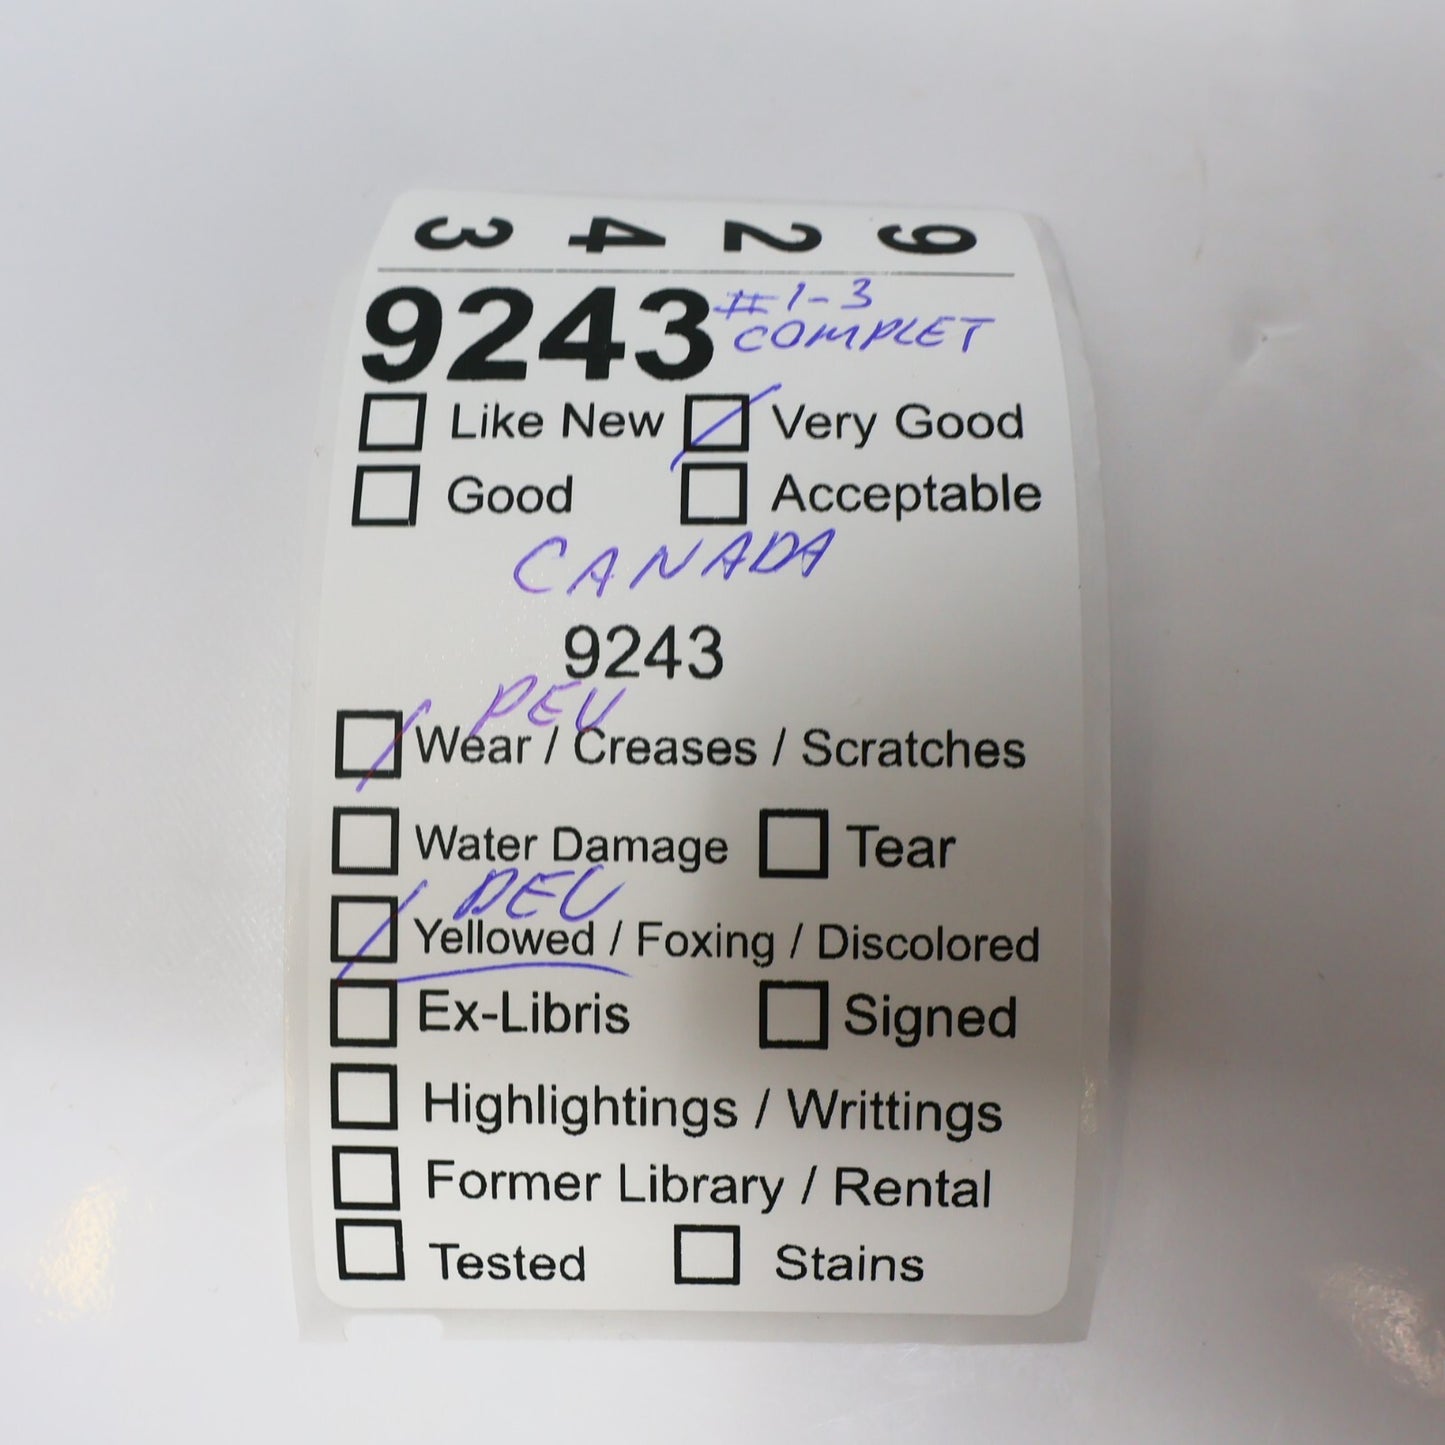 3 4 2 9
9243 #1-3
COMPLET
Like New Very Good
Good Acceptable
CANADA
9243
PEU
Wear / Creases / Scratches
Water Damage Tear
PEU
Yellowed / Foxing / Discolored
Ex-Libris Signed
Highlightings / Writtings
Former Library / Rental
Tested Stains